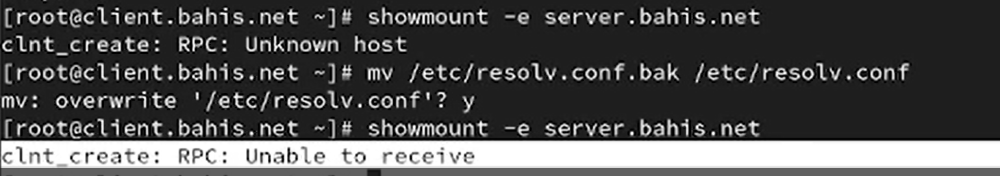 [root@client.bahis.net ~]# showmount -e server.bahis.net
clnt_create: RPC: Unknown host
[root@client.bahis.net ~]# mv /etc/resolv.conf.bak /etc/resolv.conf
mv: overwrite '/etc/resolv.conf'? y
[root@client.bahis.net ~]# showmount -e server.bahis.net
clnt_create: RPC: Unable to receive